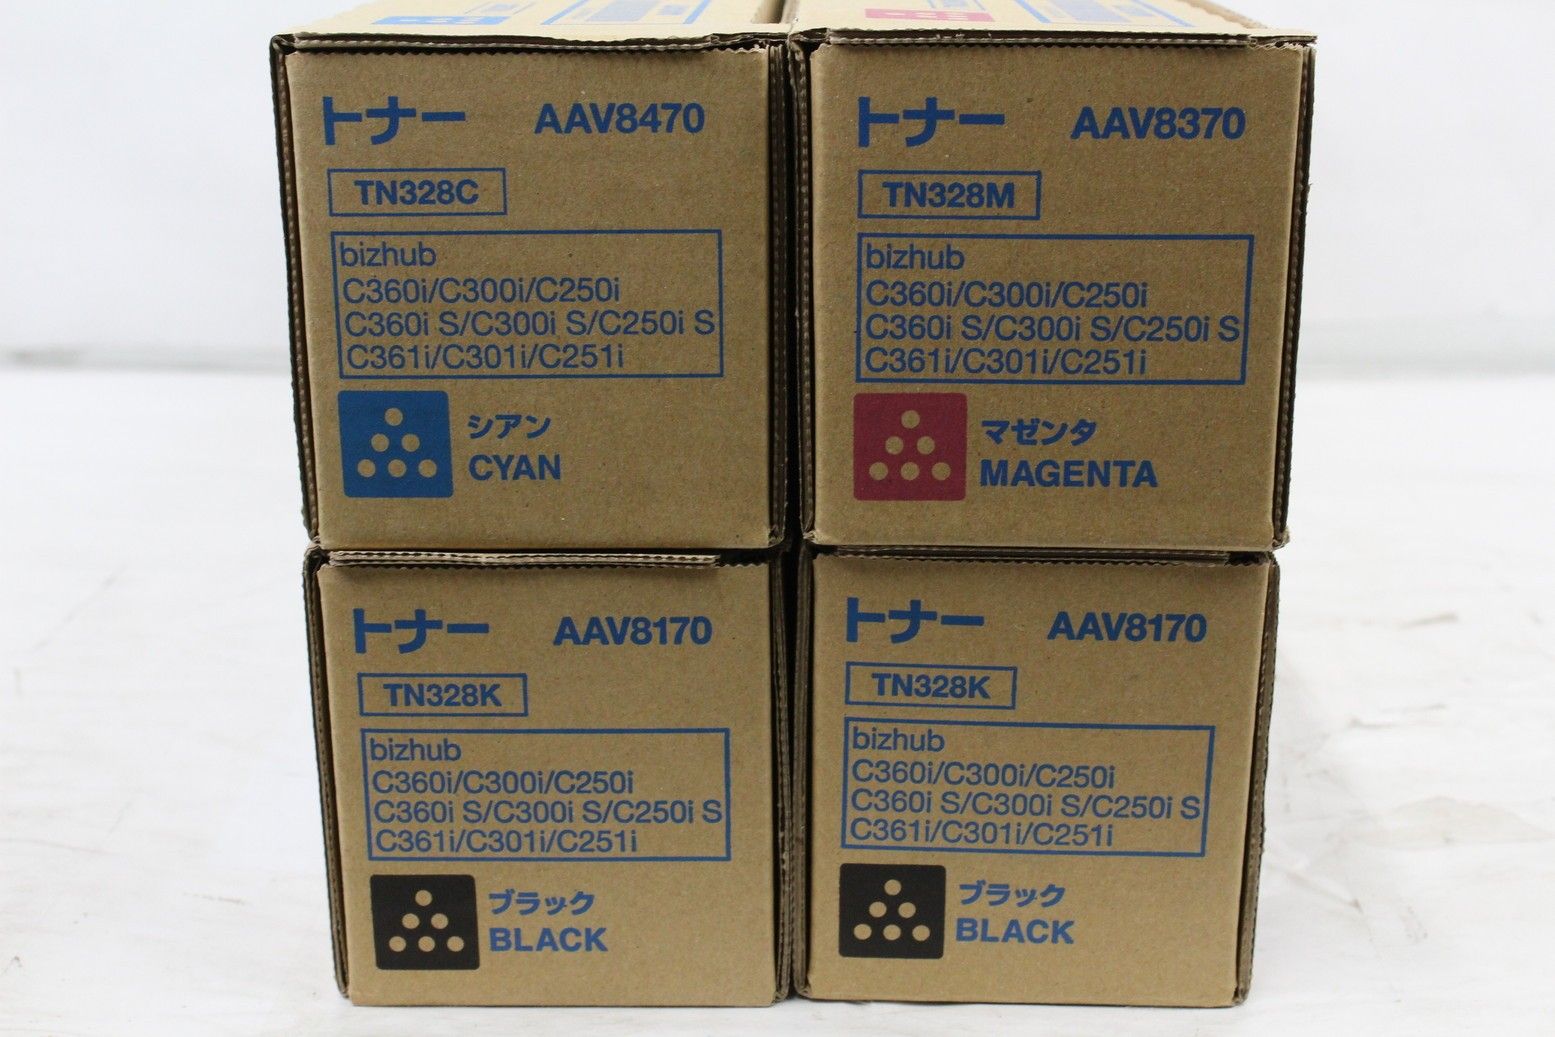 トナー AAV8470
TN328C
bizhub
C360i/C300i/C250i
C360i S/C300i S/C250i S
C361i/C301i/C251i
シアン
CYAN
トナー AAV8370
TN328M
bizhub
C360i/C300i/C250i
C360i S/C300i S/C250i S
C361i/C301i/C251i
マゼンタ
MAGENTA
トナー AAV8170
TN328K
bizhub
C360i/C300i/C250i
C360i S/C300i S/C250i S
C361i/C301i/C251i
ブラック
BLACK
トナー AAV8170
TN328K
bizhub
C360i/C300i/C250i
C360i S/C300i S/C250i S
C361i/C301i/C251i
ブラック
BLACK